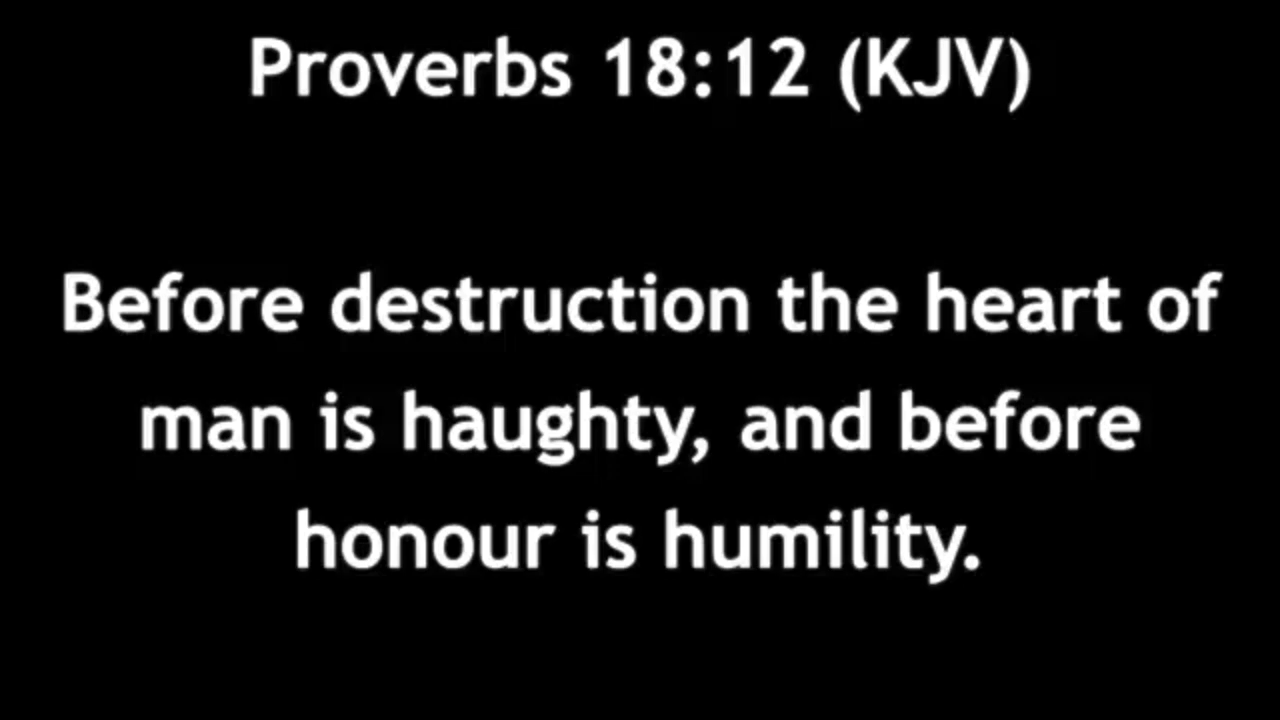 Proverbs 18:12 (KJV)
Before destruction the heart of
man is haughty, and before
honour is humility.